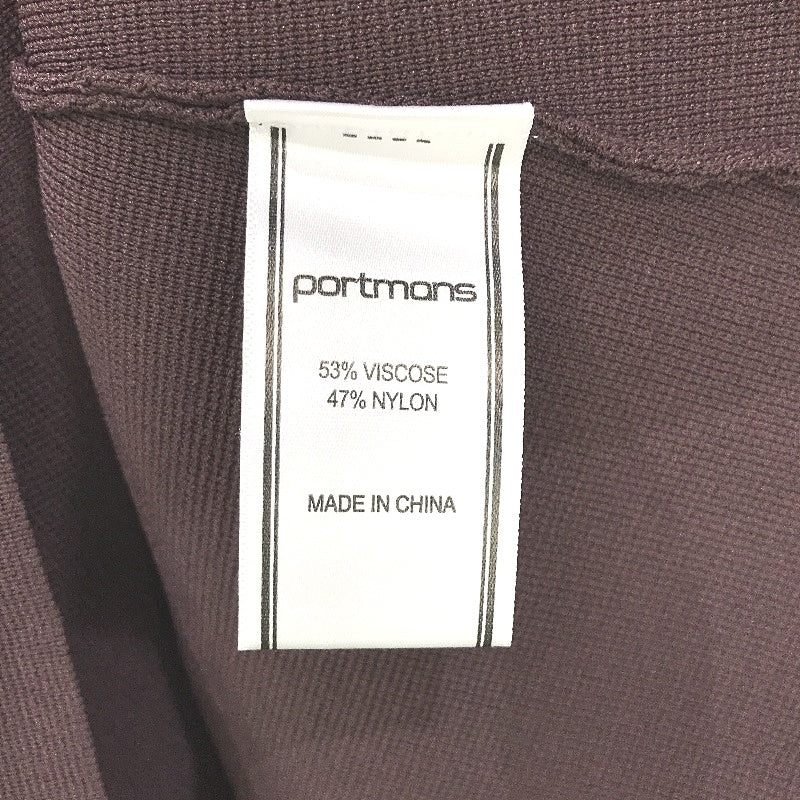 portmans
53% VISCOSE
47% NYLON
MADE IN CHINA